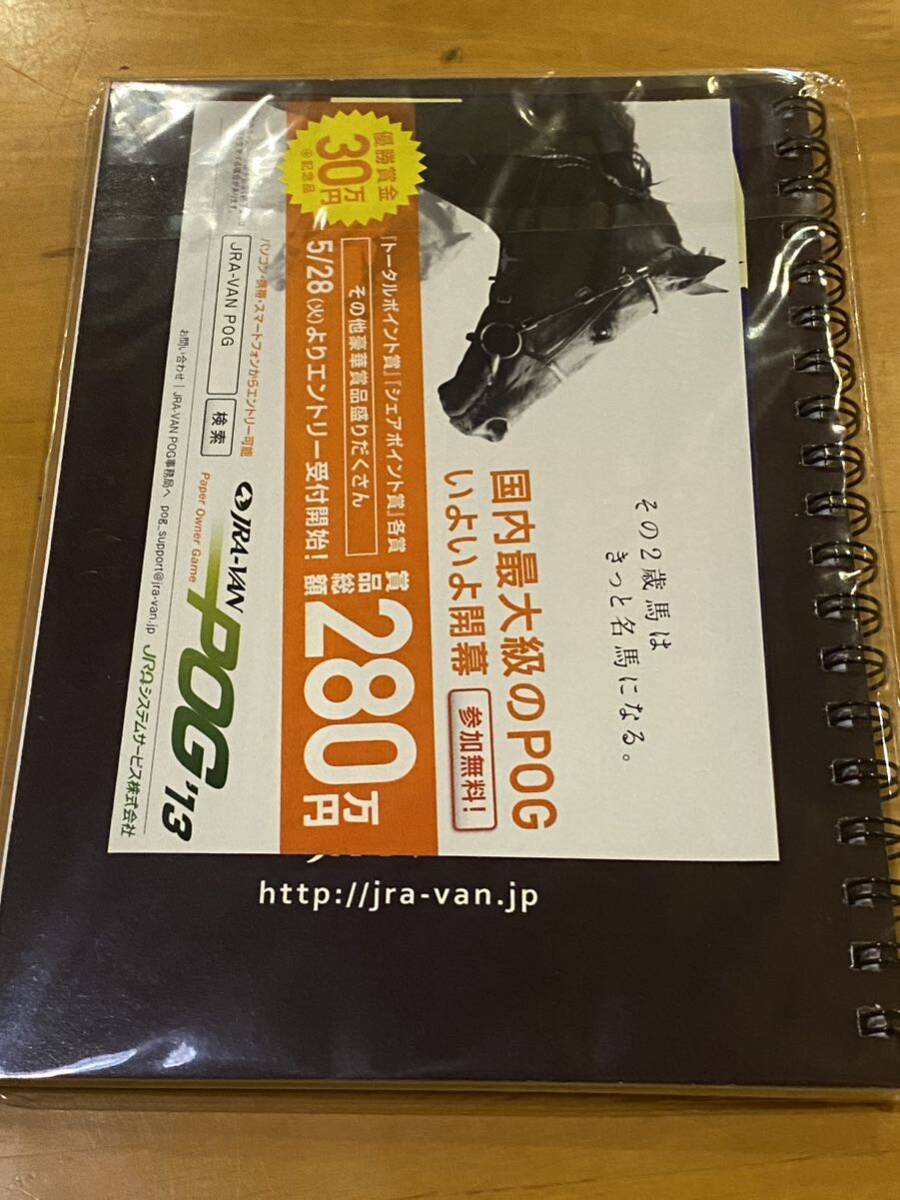 その2歳馬は
きっと名馬になる。
国内最大級のPOG
いよいよ開幕
参加無料!
優勝賞金
30万円
⊕記念品
『トータルポイント賞』『シェアポイント賞』各賞
その他豪華賞品盛りだくさん
賞品総額
280万円
5/28(火)よりエントリー受付開始!
パソコン・携帯・スマートフォンからエントリー可能
JRA-VAN POG
検索
JRA-VAN
POG'13
Paper Owner Game
お問い合わせ | JRA-VAN POG事務局へ pog_support@jra-van.jp
JRAシステムサービス株式会社
http://jra-van.jp